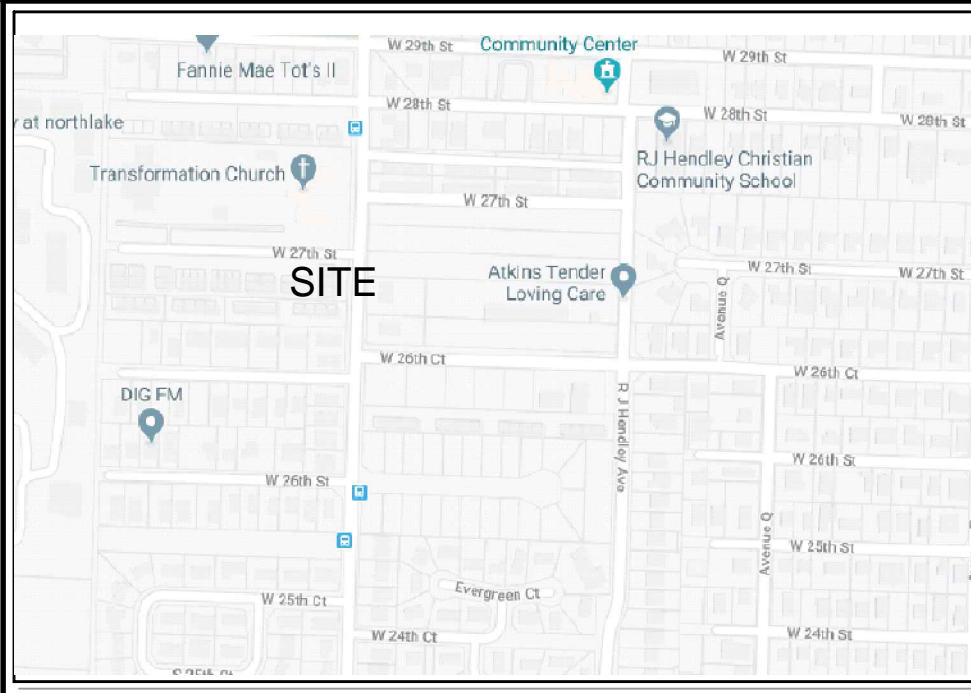 W 29th St
Community Center
W 29th St
Fannie Mae Tot's II
W 28th St
W 28th St
W 28th St
at northlake
RJ Hendley Christian
Community School
Transformation Church
W 27th St
W 27th St
SITE
Atkins Tender
Loving Care
W 27th St
W 27th St
Avenue Q
W 26th Ct
W 26th Ct
DIG FM
R J Hendley Ave
W 26th St
W 26th St
Avenue Q
W 25th St
Evergreen Ct
W 25th Ct
W 24th Ct
W 24th St